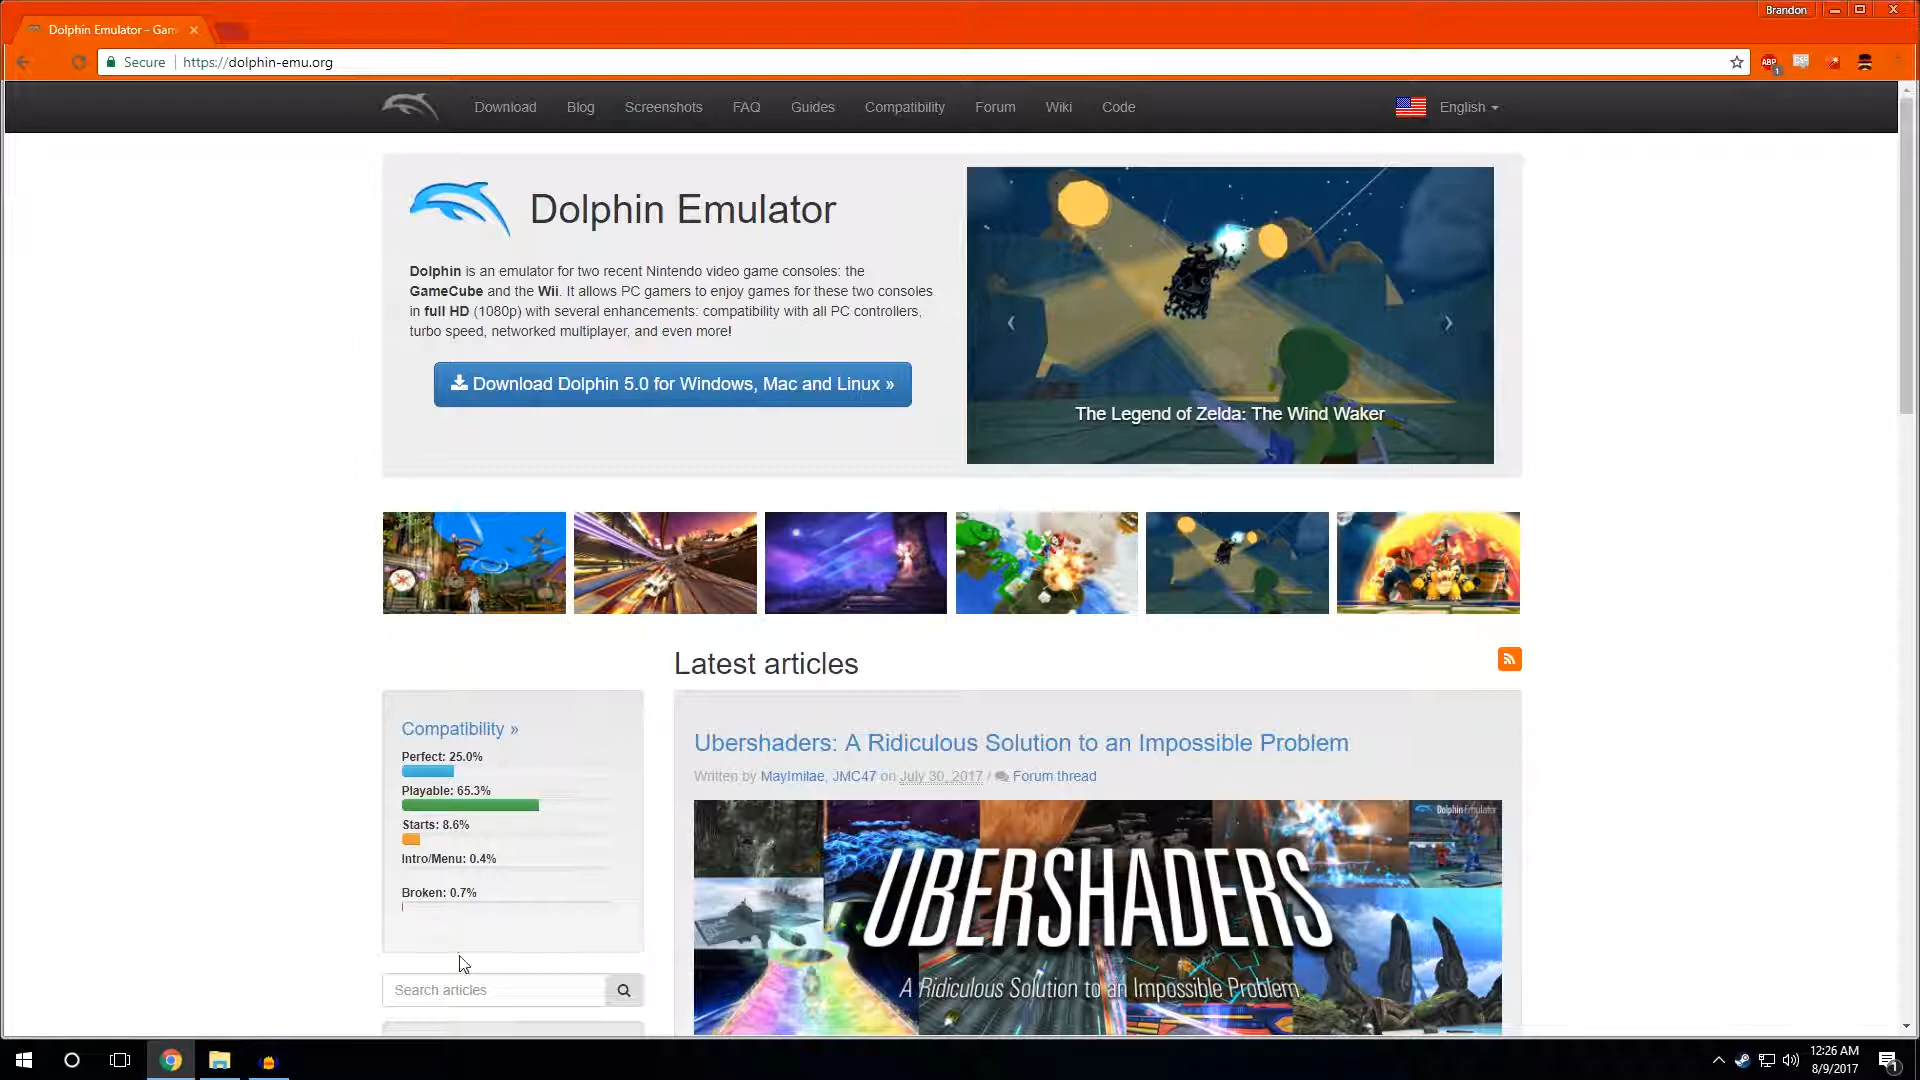 Brandon
Dolphin Emulator - Gam
Secure
https://dolphin-emu.org
ABP
1
Download
Blog
Screenshots
FAQ
Guides
Compatibility
Forum
Wiki
Code
English
Dolphin Emulator
Dolphin is an emulator for two recent Nintendo video game consoles: the
GameCube and the Wii. It allows PC gamers to enjoy games for these two consoles
in full HD (1080p) with several enhancements: compatibility with all PC controllers,
turbo speed, networked multiplayer, and even more!
Download Dolphin 5.0 for Windows, Mac and Linux »
The Legend of Zelda: The Wind Waker
Latest articles
Compatibility »
Perfect: 25.0%
Playable: 65.3%
Starts: 8.6%
Intro/Menu: 0.4%
Broken: 0.7%
Search articles
Ubershaders: A Ridiculous Solution to an Impossible Problem
Written by MayImilae, JMC47 on July 30, 2017 / Forum thread
Dolphin Emulator
UBERSHADERS
A Ridiculous Solution to an Impossible Problem
12:26 AM
8/9/2017
1